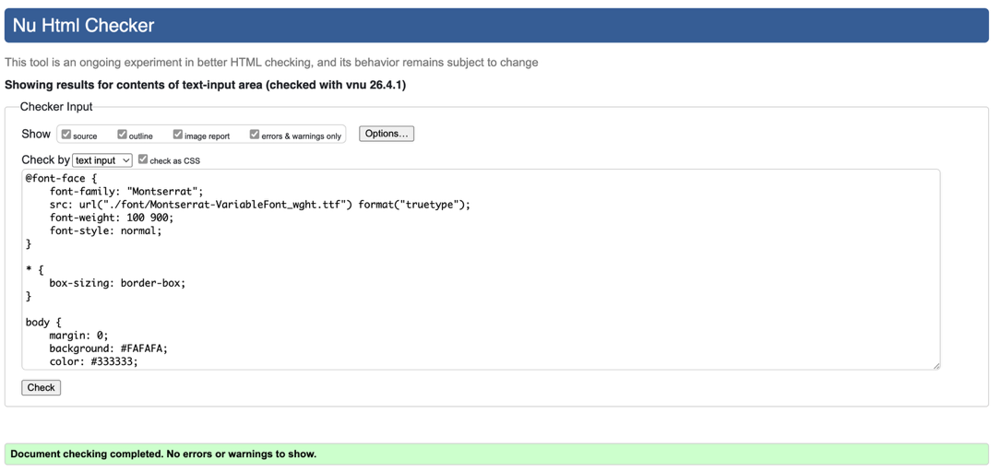 Nu Html Checker
This tool is an ongoing experiment in better HTML checking, and its behavior remains subject to change
Showing results for contents of text-input area (checked with vnu 26.4.1)
Checker Input
Show source outline image report errors & warnings only Options...
Check by text input check as CSS
@font-face {
    font-family: "Montserrat";
    src: url("./font/Montserrat-VariableFont_wght.ttf") format("truetype");
    font-weight: 100 900;
    font-style: normal;
}
* {
    box-sizing: border-box;
}
body {
    margin: 0;
    background: #FAFAFA;
    color: #333333;
Check
Document checking completed. No errors or warnings to show.